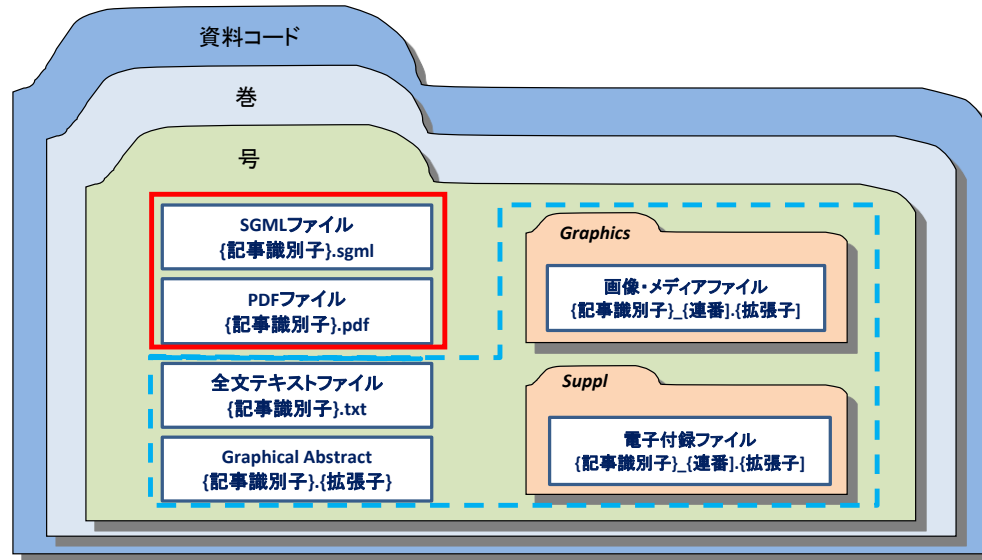 資料コード
巻
号
SGMLファイル
{記事識別子}.sgml
PDFファイル
{記事識別子}.pdf
全文テキストファイル
{記事識別子}.txt
Graphical Abstract
{記事識別子}.{拡張子}
Graphics
画像・メディアファイル
{記事識別子}_{連番].{拡張子]
Suppl
電子付録ファイル
{記事識別子}_{連番].{拡張子]